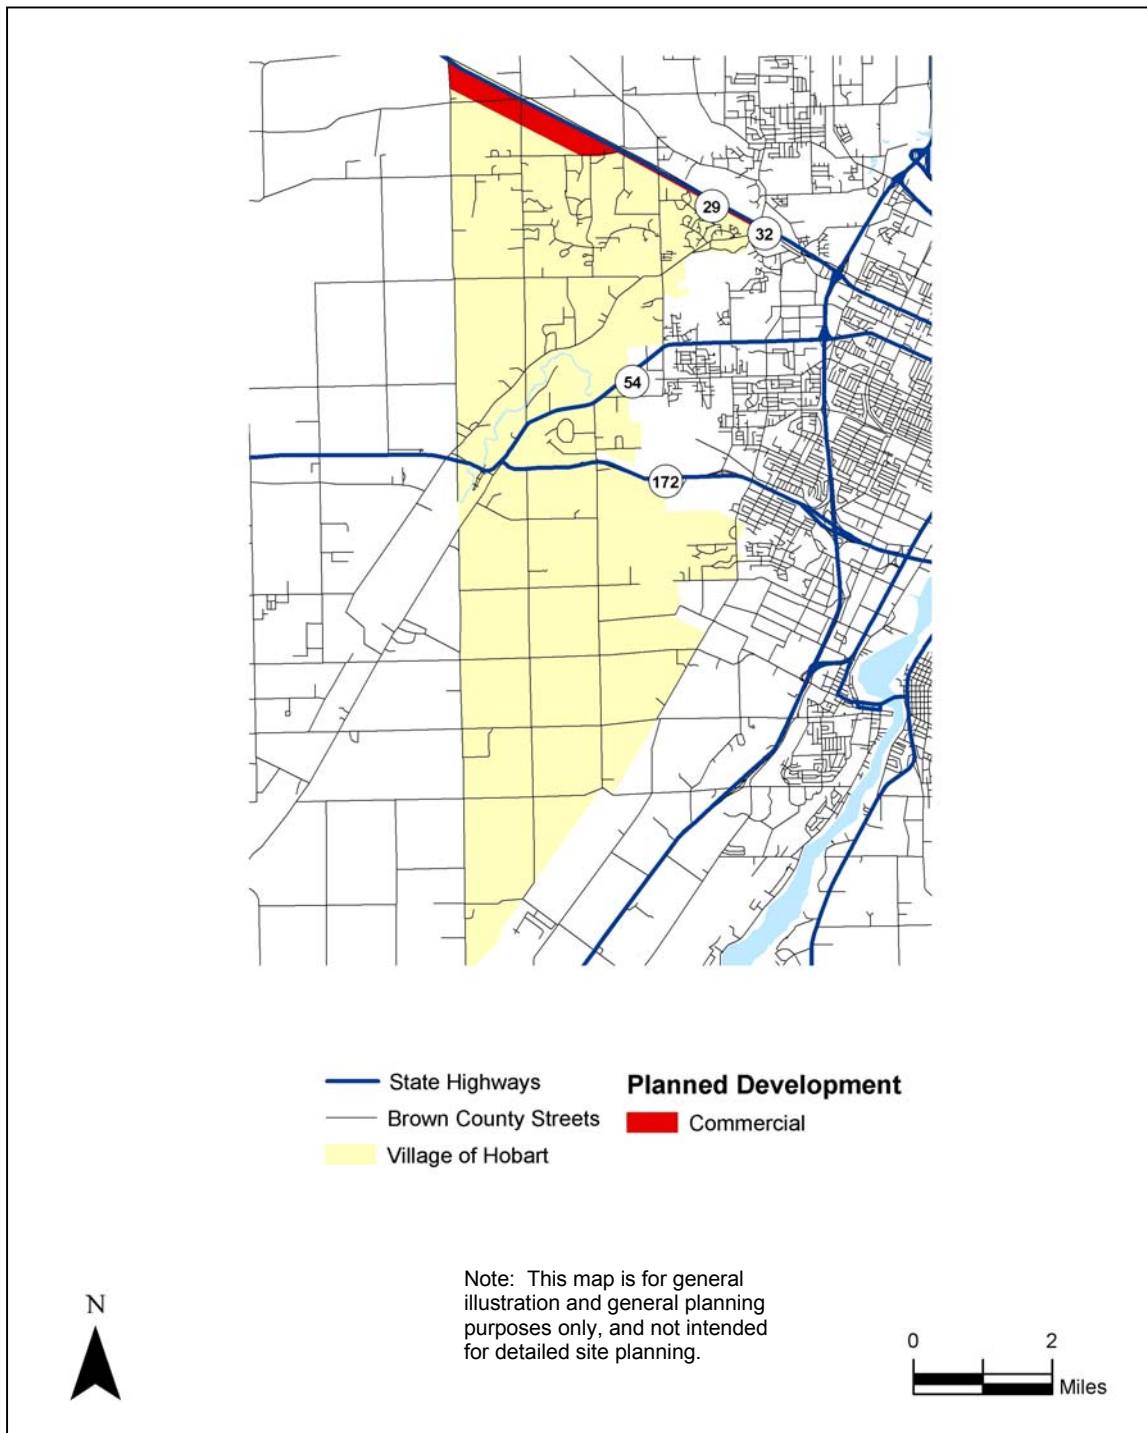 29
32
54
172
State Highways
Brown County Streets
Village of Hobart
Planned Development
Commercial
Note: This map is for general
illustration and general planning
purposes only, and not intended
for detailed site planning.
N
0 2
Miles